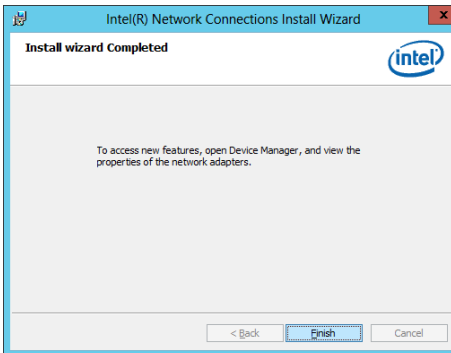 Intel(R) Network Connections Install Wizard
x
Install wizard Completed
intel
To access new features, open Device Manager, and view the
properties of the network adapters.
< Back
Finish
Cancel